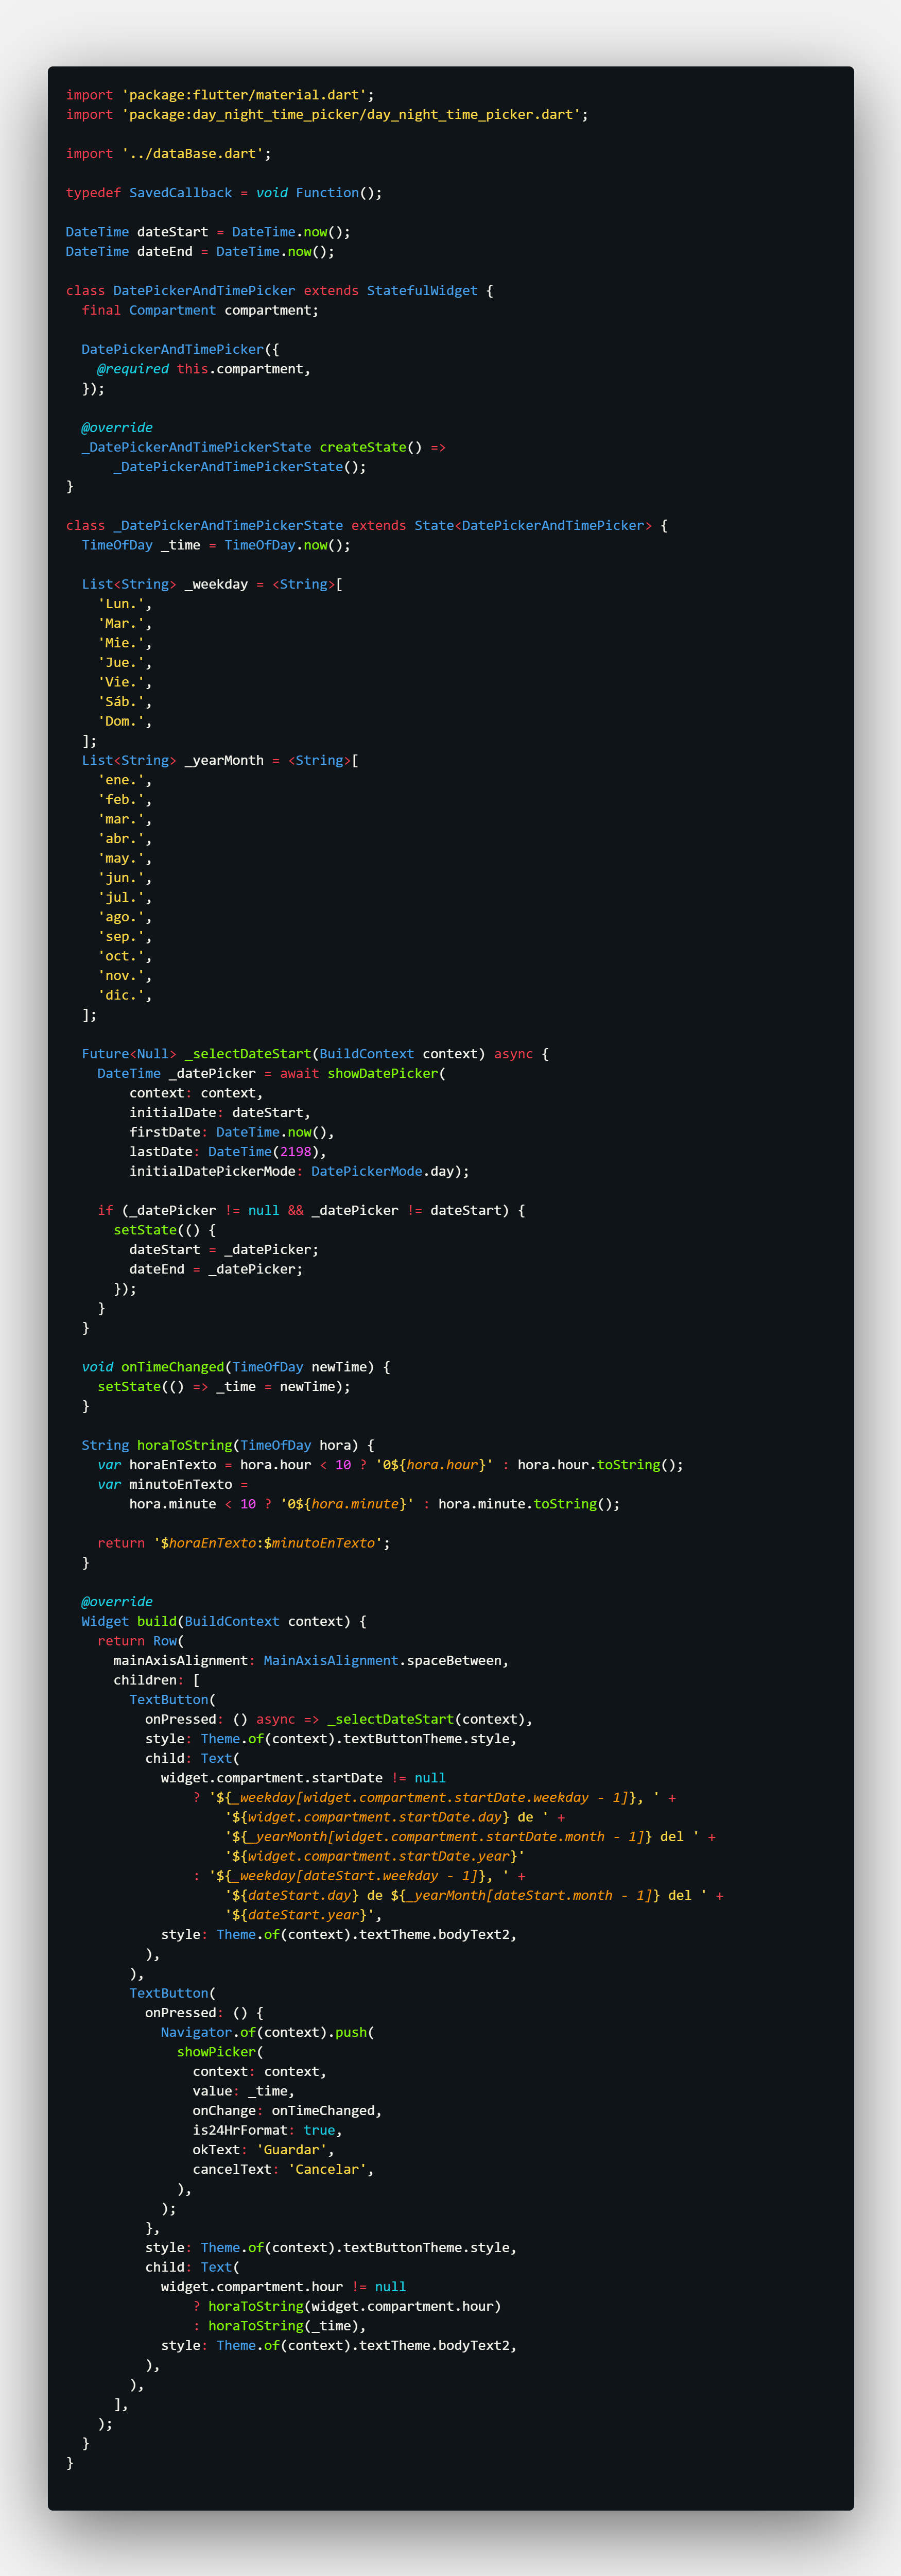 import 'package:flutter/material.dart';
import 'package:day_night_time_picker/day_night_time_picker.dart';

import '../dataBase.dart';

typedef SavedCallback = void Function();

DateTime dateStart = DateTime.now();
DateTime dateEnd = DateTime.now();

class DatePickerAndTimePicker extends StatefulWidget {
  final Compartment compartment;

  DatePickerAndTimePicker({
    @required this.compartment,
  });

  @override
  _DatePickerAndTimePickerState createState() =>
      _DatePickerAndTimePickerState();
}

class _DatePickerAndTimePickerState extends State<DatePickerAndTimePicker> {
  TimeOfDay _time = TimeOfDay.now();

  List<String> _weekday = <String>[
    'Lun.',
    'Mar.',
    'Mie.',
    'Jue.',
    'Vie.',
    'Sáb.',
    'Dom.',
  ];
  List<String> _yearMonth = <String>[
    'ene.',
    'feb.',
    'mar.',
    'abr.',
    'may.',
    'jun.',
    'jul.',
    'ago.',
    'sep.',
    'oct.',
    'nov.',
    'dic.',
  ];

  Future<Null> _selectDateStart(BuildContext context) async {
    DateTime _datePicker = await showDatePicker(
        context: context,
        initialDate: dateStart,
        firstDate: DateTime.now(),
        lastDate: DateTime(2198),
        initialDatePickerMode: DatePickerMode.day);

    if (_datePicker != null && _datePicker != dateStart) {
      setState(() {
        dateStart = _datePicker;
        dateEnd = _datePicker;
      });
    }
  }

  void onTimeChanged(TimeOfDay newTime) {
    setState(() => _time = newTime);
  }

  String horaToString(TimeOfDay hora) {
    var horaEnTexto = hora.hour < 10 ? '0${hora.hour}' : hora.hour.toString();
    var minutoEnTexto =
        hora.minute < 10 ? '0${hora.minute}' : hora.minute.toString();

    return '$horaEnTexto:$minutoEnTexto';
  }

  @override
  Widget build(BuildContext context) {
    return Row(
      mainAxisAlignment: MainAxisAlignment.spaceBetween,
      children: [
        TextButton(
          onPressed: () async => _selectDateStart(context),
          style: Theme.of(context).textButtonTheme.style,
          child: Text(
            widget.compartment.startDate != null
                ? '${_weekday[widget.compartment.startDate.weekday - 1]}, ' +
                    '${widget.compartment.startDate.day} de ' +
                    '${_yearMonth[widget.compartment.startDate.month - 1]} del ' +
                    '${widget.compartment.startDate.year}'
                : '${_weekday[dateStart.weekday - 1]}, ' +
                    '${dateStart.day} de ${_yearMonth[dateStart.month - 1]} del ' +
                    '${dateStart.year}',
            style: Theme.of(context).textTheme.bodyText2,
          ),
        ),
        TextButton(
          onPressed: () {
            Navigator.of(context).push(
              showPicker(
                context: context,
                value: _time,
                onChange: onTimeChanged,
                is24HrFormat: true,
                okText: 'Guardar',
                cancelText: 'Cancelar',
              ),
            );
          },
          style: Theme.of(context).textButtonTheme.style,
          child: Text(
            widget.compartment.hour != null
                ? horaToString(widget.compartment.hour)
                : horaToString(_time),
            style: Theme.of(context).textTheme.bodyText2,
          ),
        ),
      ],
    );
  }
}